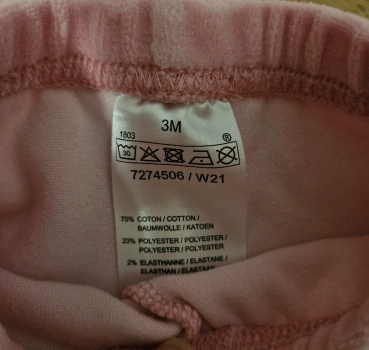 3M
1803
®
30
7274506 / W21
75% COTON / COTTON /
BAUMWOLLE / KATOEN
23% POLYESTER / POLYESTER /
POLYESTER / POLYESTER
2% ELASTHANNE / ELASTANE /
ELASTHAN / ELASTAAN